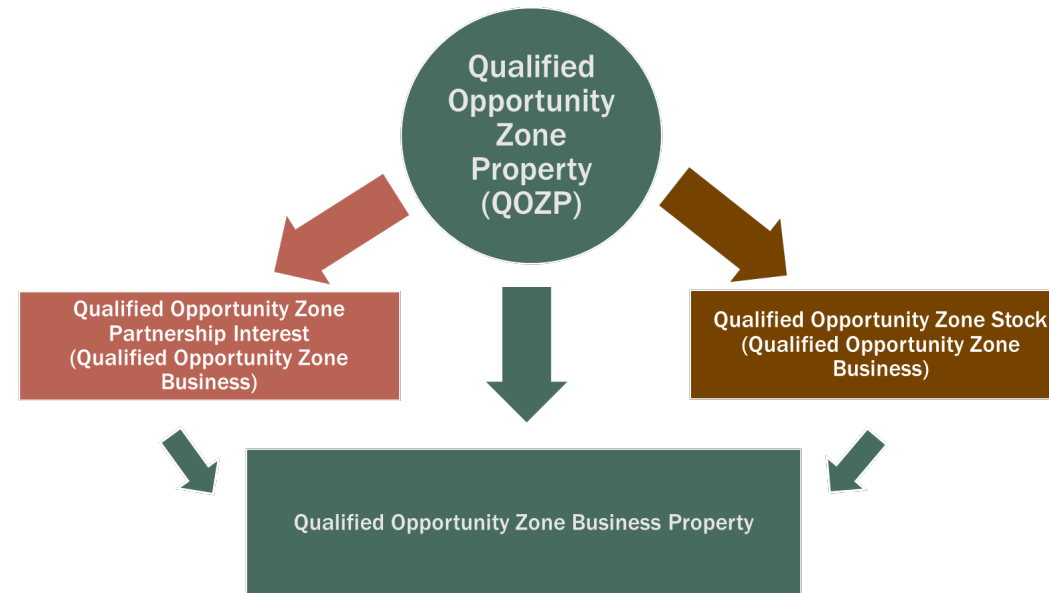 Qualified
Opportunity
Zone
Property
(QOZP)
Qualified Opportunity Zone
Partnership Interest
(Qualified Opportunity Zone
Business)
Qualified Opportunity Zone Stock
(Qualified Opportunity Zone
Business)
Qualified Opportunity Zone Business Property